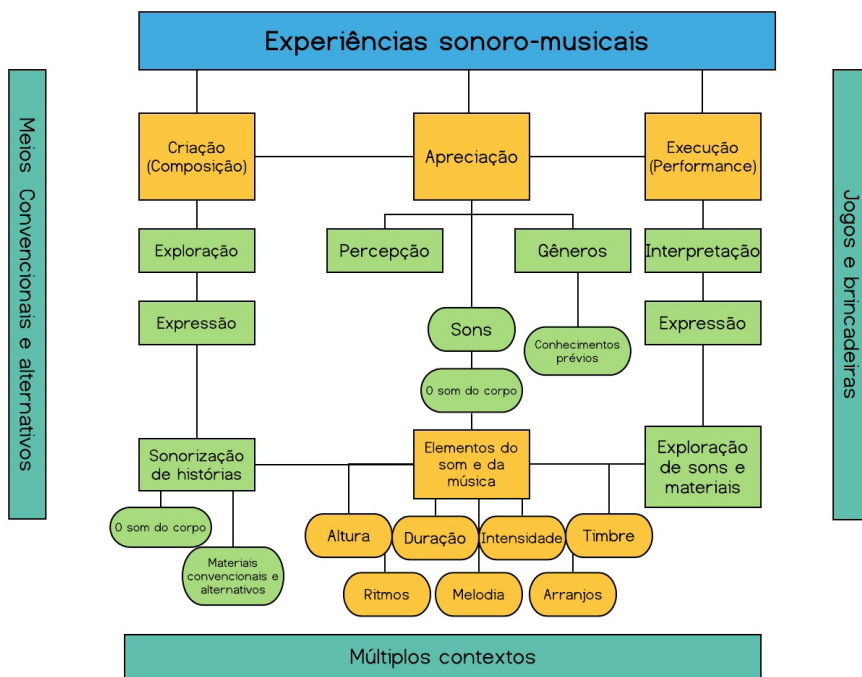 Experiências sonoro-musicais
Meios Convencionais e alternativos
Jogos e brincadeiras
Criação
(Composição)
Apreciação
Execução
(Performance)
Exploração
Percepção
Gêneros
Interpretação
Expressão
Sons
Conhecimentos
prévios
Expressão
O som do corpo
Sonorização
de histórias
Elementos do
som e da
música
Exploração
de sons e
materiais
O som do corpo
Materiais
convencionais e
alternativos
Altura
Duração
Intensidade
Timbre
Ritmos
Melodia
Arranjos
Múltiplos contextos